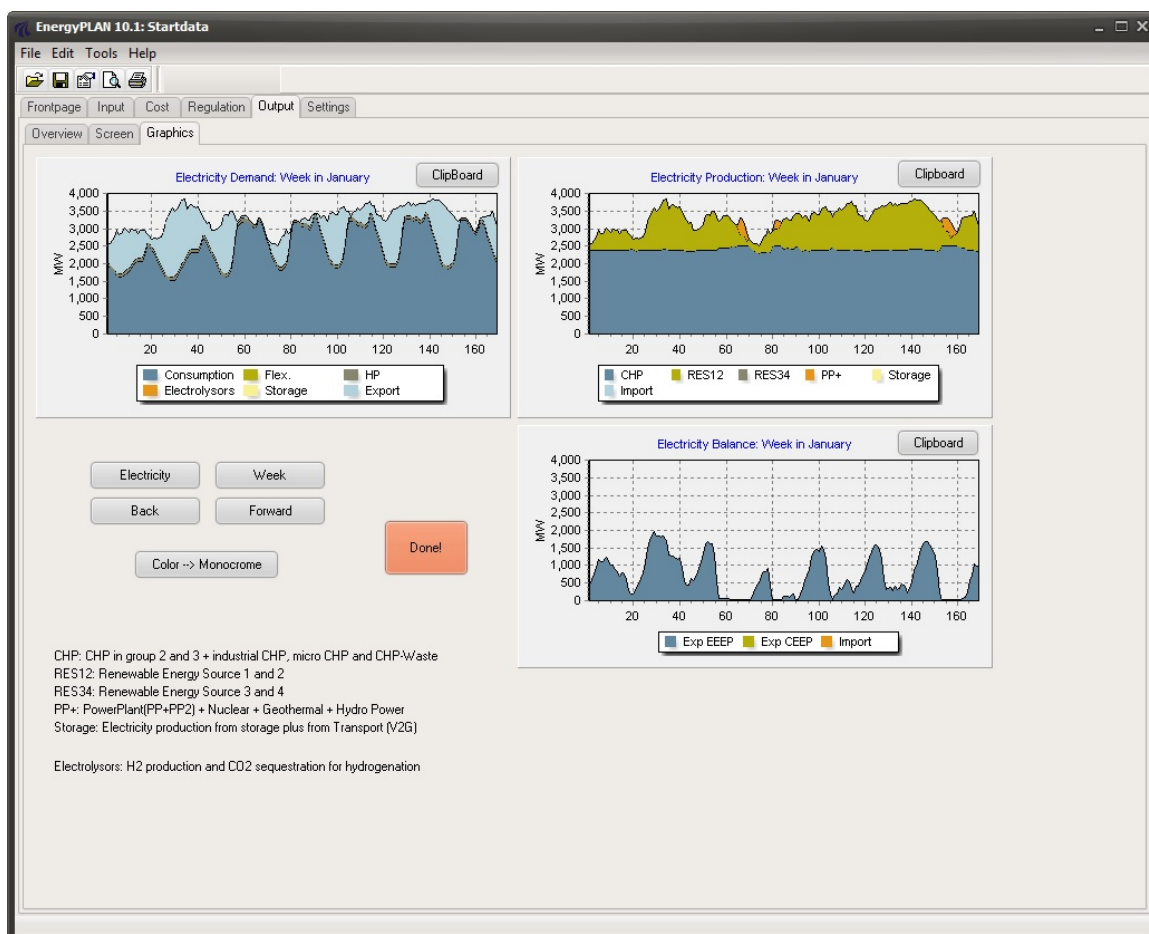 EnergyPLAN 10.1: Startdata
File Edit Tools Help
Frontpage Input Cost Regulation Output Settings
Overview Screen Graphics
Electricity Demand: Week in January
ClipBoard
4,000
3,500
3,000
2,500
2,000
1,500
1,000
500
0
MW
20 40 60 80 100 120 140 160
Consumption Flex. HP
Electrolysors Storage Export
Electricity Production: Week in January
Clipboard
4,000
3,500
3,000
2,500
2,000
1,500
1,000
500
0
MW
20 40 60 80 100 120 140 160
CHP RES12 RES34 PP+ Storage
Import
Electricity Week
Back Forward
Color --> Monocrome
Done!
Electricity Balance: Week in January
Clipboard
4,000
3,500
3,000
2,500
2,000
1,500
1,000
500
0
MW
20 40 60 80 100 120 140 160
Exp EEEP Exp CEEP Import
CHP: CHP in group 2 and 3 + industrial CHP, micro CHP and CHP-Waste
RES12: Renewable Energy Source 1 and 2
RES34: Renewable Energy Source 3 and 4
PP+: PowerPlant(PP+PP2) + Nuclear + Geothermal + Hydro Power
Storage: Electricity production from storage plus from Transport (V2G)
Electrolysors: H2 production and CO2 sequestration for hydrogenation